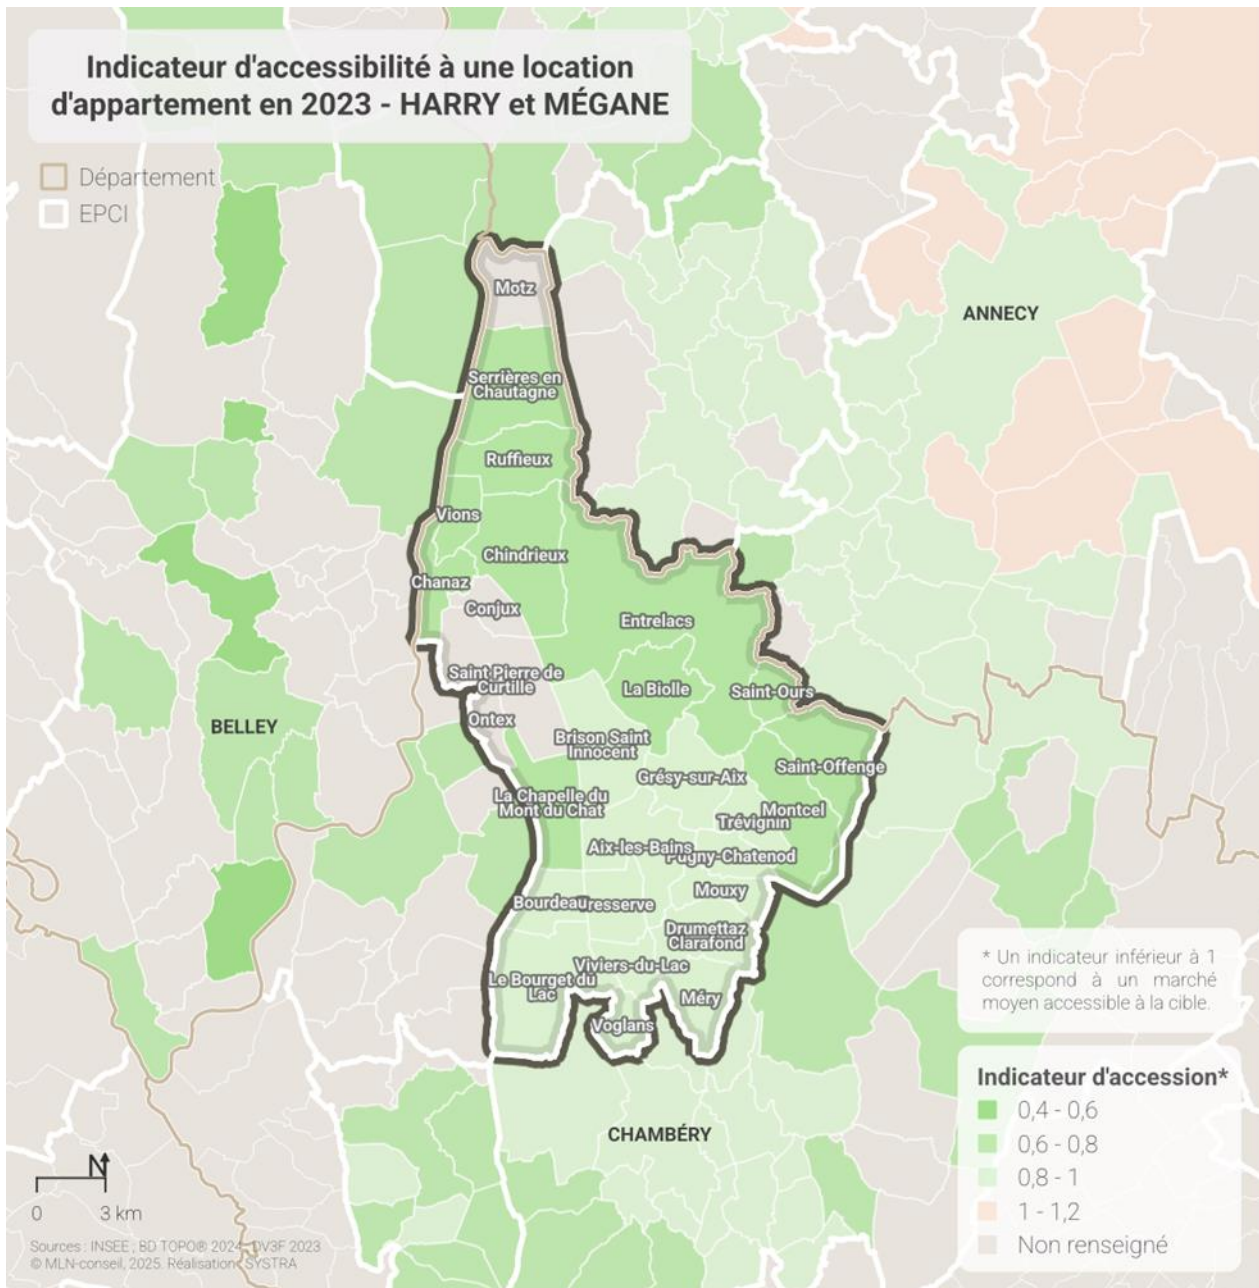 Indicateur d'accessibilité à une location
d'appartement en 2023 - HARRY et MÉGANE
Département
EPCI
Motz
ANNECY
Serrières en
Chautagne
Ruffieux
Vions
Chindrieux
Chanaz
Conjux
Entrelacs
Saint Pierre de
Curtille
La Biolle
Saint-Ours
Ontex
BELLEY
Brison Saint
Innocent
Saint-Offenge
Grésy-sur-Aix
La Chapelle du
Mont du Chat
Montcel
Trévignin
Aix-les-Bains
Pugny-Chatenod
Mouxy
Bourdeau
resserve
Drumettaz
Clarafond
Viviers-du-Lac
Le Bourget du
Lac
Méry
Voglans
CHAMBÉRY
* Un indicateur inférieur à 1
correspond à un marché
moyen accessible à la cible.
Indicateur d'accession*
0,4 - 0,6
0,6 - 0,8
0,8 - 1
1 - 1,2
Non renseigné
N
0 3 km
Sources : INSEE ; BD TOPO® 2024, DV3F 2023
© MLN-conseil, 2025. Réalisation : SYSTRA